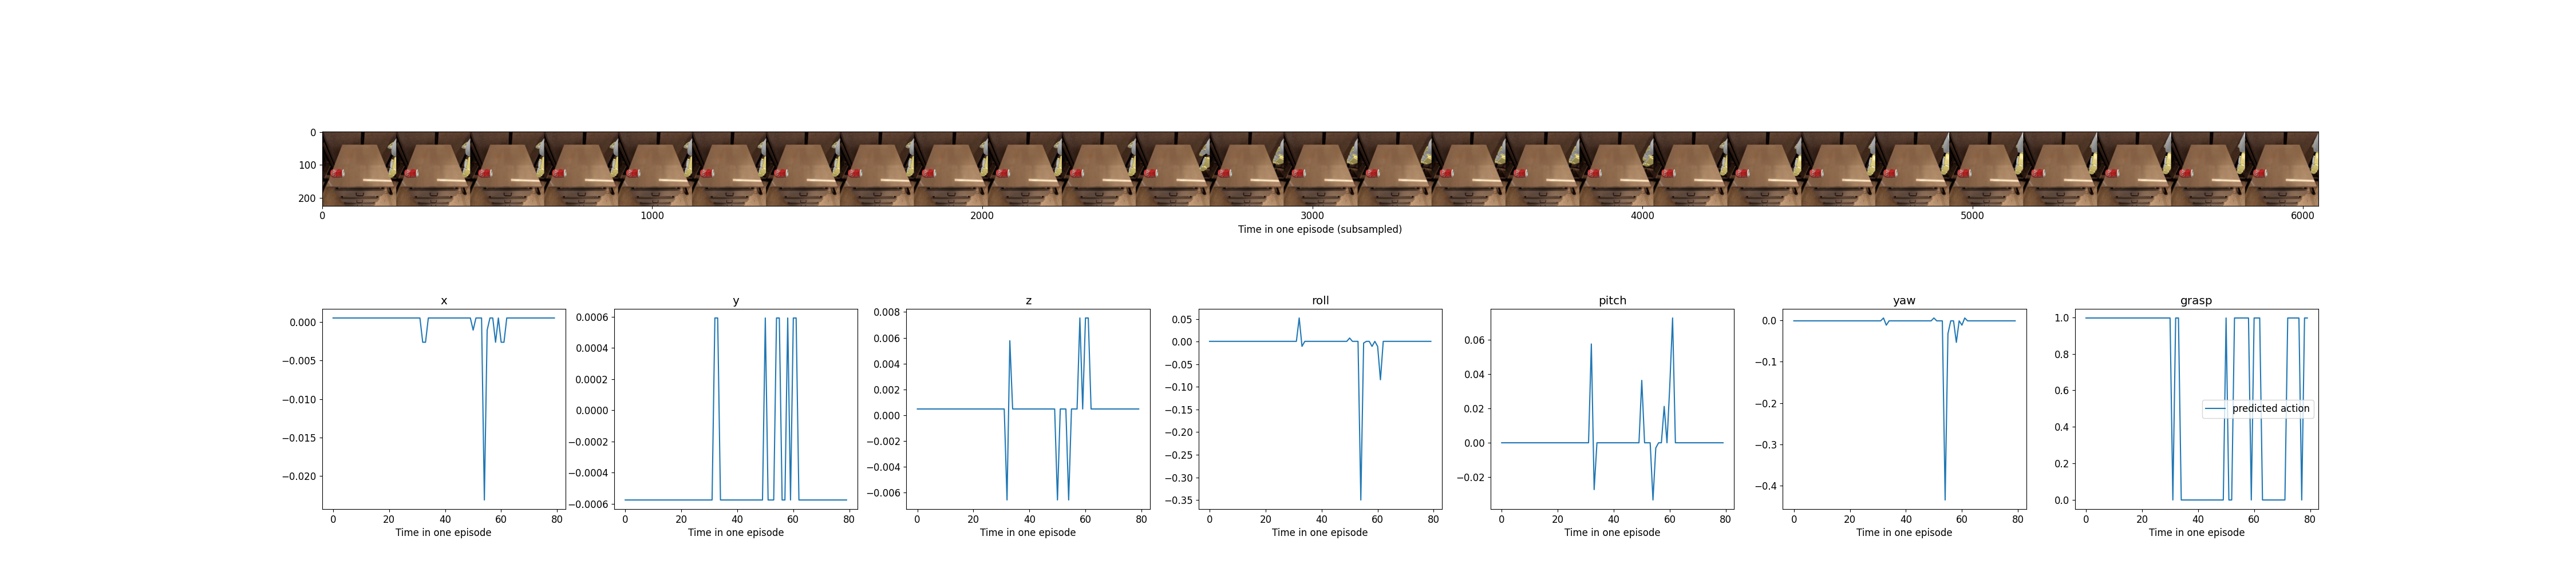 0
100
200
0 1000 2000 3000 4000 5000 6000
Time in one episode (subsampled)
x
0.000
−0.005
−0.010
−0.015
−0.020
0 20 40 60 80
Time in one episode
y
0.0006
0.0004
0.0002
0.0000
−0.0002
−0.0004
−0.0006
0 20 40 60 80
Time in one episode
z
0.008
0.006
0.004
0.002
0.000
−0.002
−0.004
−0.006
0 20 40 60 80
Time in one episode
roll
0.05
0.00
−0.05
−0.10
−0.15
−0.20
−0.25
−0.30
−0.35
0 20 40 60 80
Time in one episode
pitch
0.06
0.04
0.02
0.00
−0.02
0 20 40 60 80
Time in one episode
yaw
0.0
−0.1
−0.2
−0.3
−0.4
0 20 40 60 80
Time in one episode
grasp
1.0
0.8
0.6
0.4
0.2
0.0
predicted action
0 20 40 60 80
Time in one episode